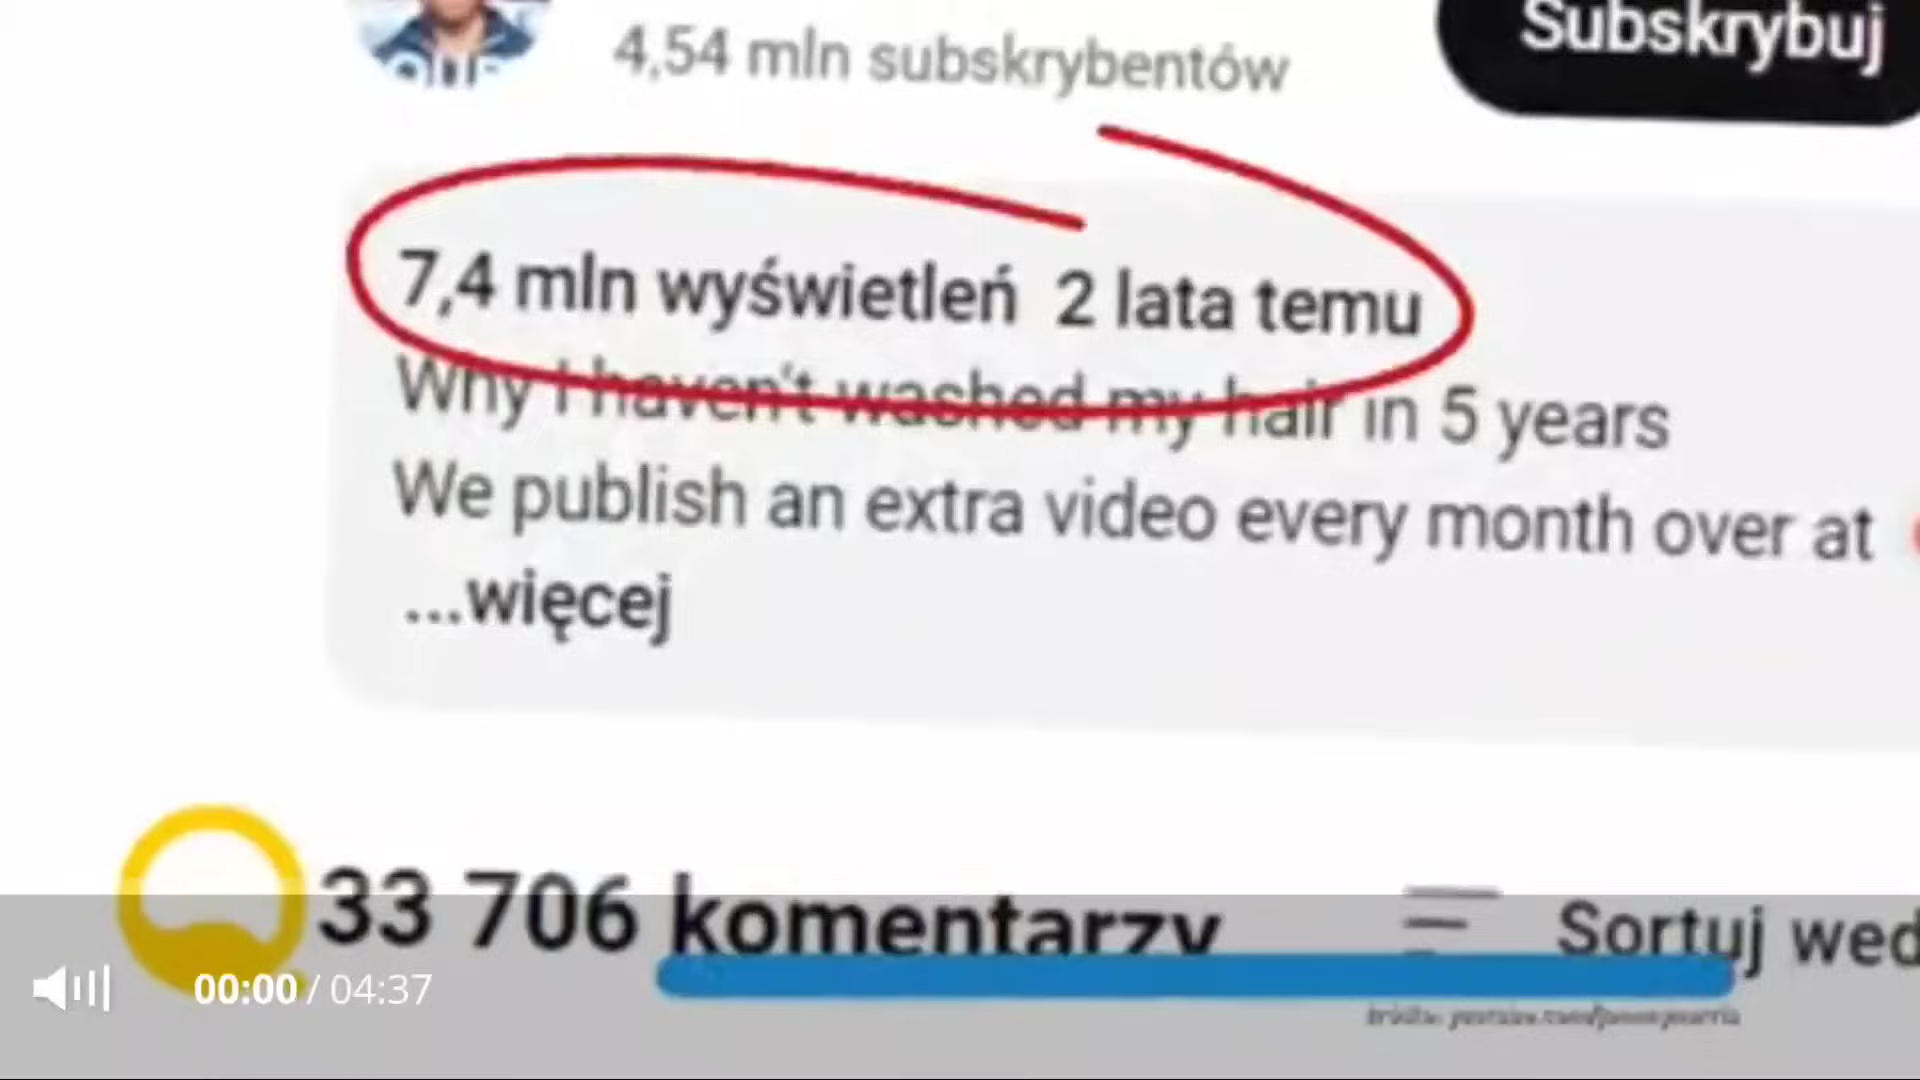 4,54 mln subskrybentów
Subskrybuj
7,4 mln wyświetleń 2 lata temu
Why I haven't washed my hair in 5 years
We publish an extra video every month over at
...więcej
33 706 komentarzy
Sortuj wed
00:00 / 04:37